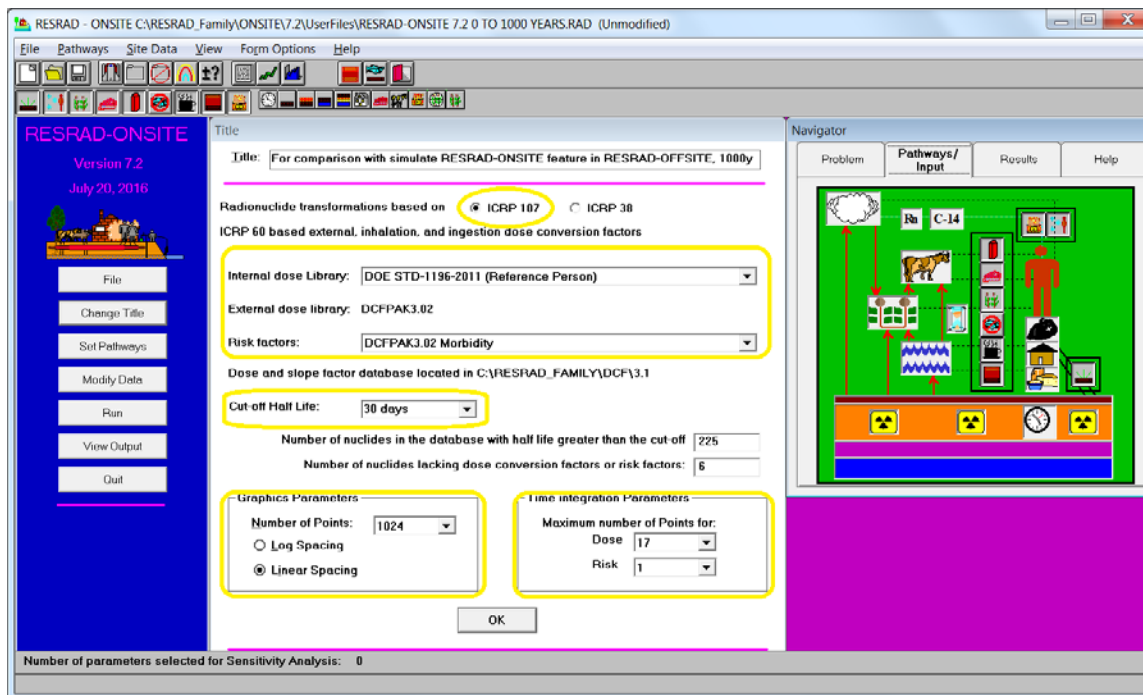 RESRAD - ONSITE C:\RESRAD_Family\ONSITE\7.2\UserFiles\RESRAD-ONSITE 7.2 0 TO 1000 YEARS.RAD (Unmodified)
File Pathways Site Data View Form Options Help
RESRAD-ONSITE
Version 7.2
July 20, 2016
File
Change Title
Set Pathways
Modify Data
Run
View Output
Quit
Title
Title: For comparison with simulate RESRAD-ONSITE feature in RESRAD-OFFSITE, 1000y
Radionuclide transformations based on ICRP 107 ICRP 38
ICRP 60 based external, inhalation, and ingestion dose conversion factors
Internal dose Library: DOE STD-1196-2011 (Reference Person)
External dose library: DCFPAK3.02
Risk factors: DCFPAK3.02 Morbidity
Dose and slope factor database located in C:\RESRAD_FAMILY\DCF\3.1
Cut-off Half Life: 30 days
Number of nuclides in the database with half life greater than the cut-off 225
Number of nuclides lacking dose conversion factors or risk factors: 6
Graphics Parameters
Number of Points: 1024
Log Spacing
Linear Spacing
Time integration Parameters
Maximum number of Points for:
Dose 17
Risk 1
OK
Navigator
Problem Pathways/ Input Results Help
Rn C-14
Number of parameters selected for Sensitivity Analysis: 0